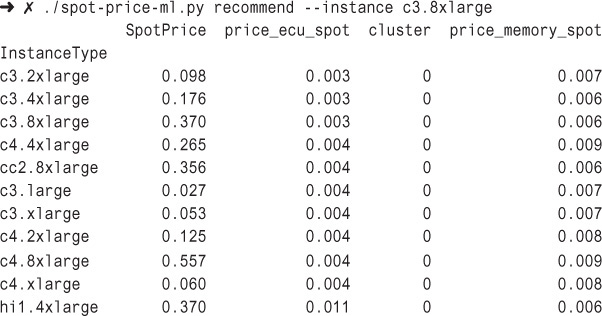 ➜ ✗ ./spot-price-ml.py recommend --instance c3.8xlarge
SpotPrice price_ecu_spot cluster price_memory_spot
InstanceType
c3.2xlarge 0.098 0.003 0 0.007
c3.4xlarge 0.176 0.003 0 0.006
c3.8xlarge 0.370 0.003 0 0.006
c4.4xlarge 0.265 0.004 0 0.009
cc2.8xlarge 0.356 0.004 0 0.006
c3.large 0.027 0.004 0 0.007
c3.xlarge 0.053 0.004 0 0.007
c4.2xlarge 0.125 0.004 0 0.008
c4.8xlarge 0.557 0.004 0 0.009
c4.xlarge 0.060 0.004 0 0.008
hi1.4xlarge 0.370 0.011 0 0.006